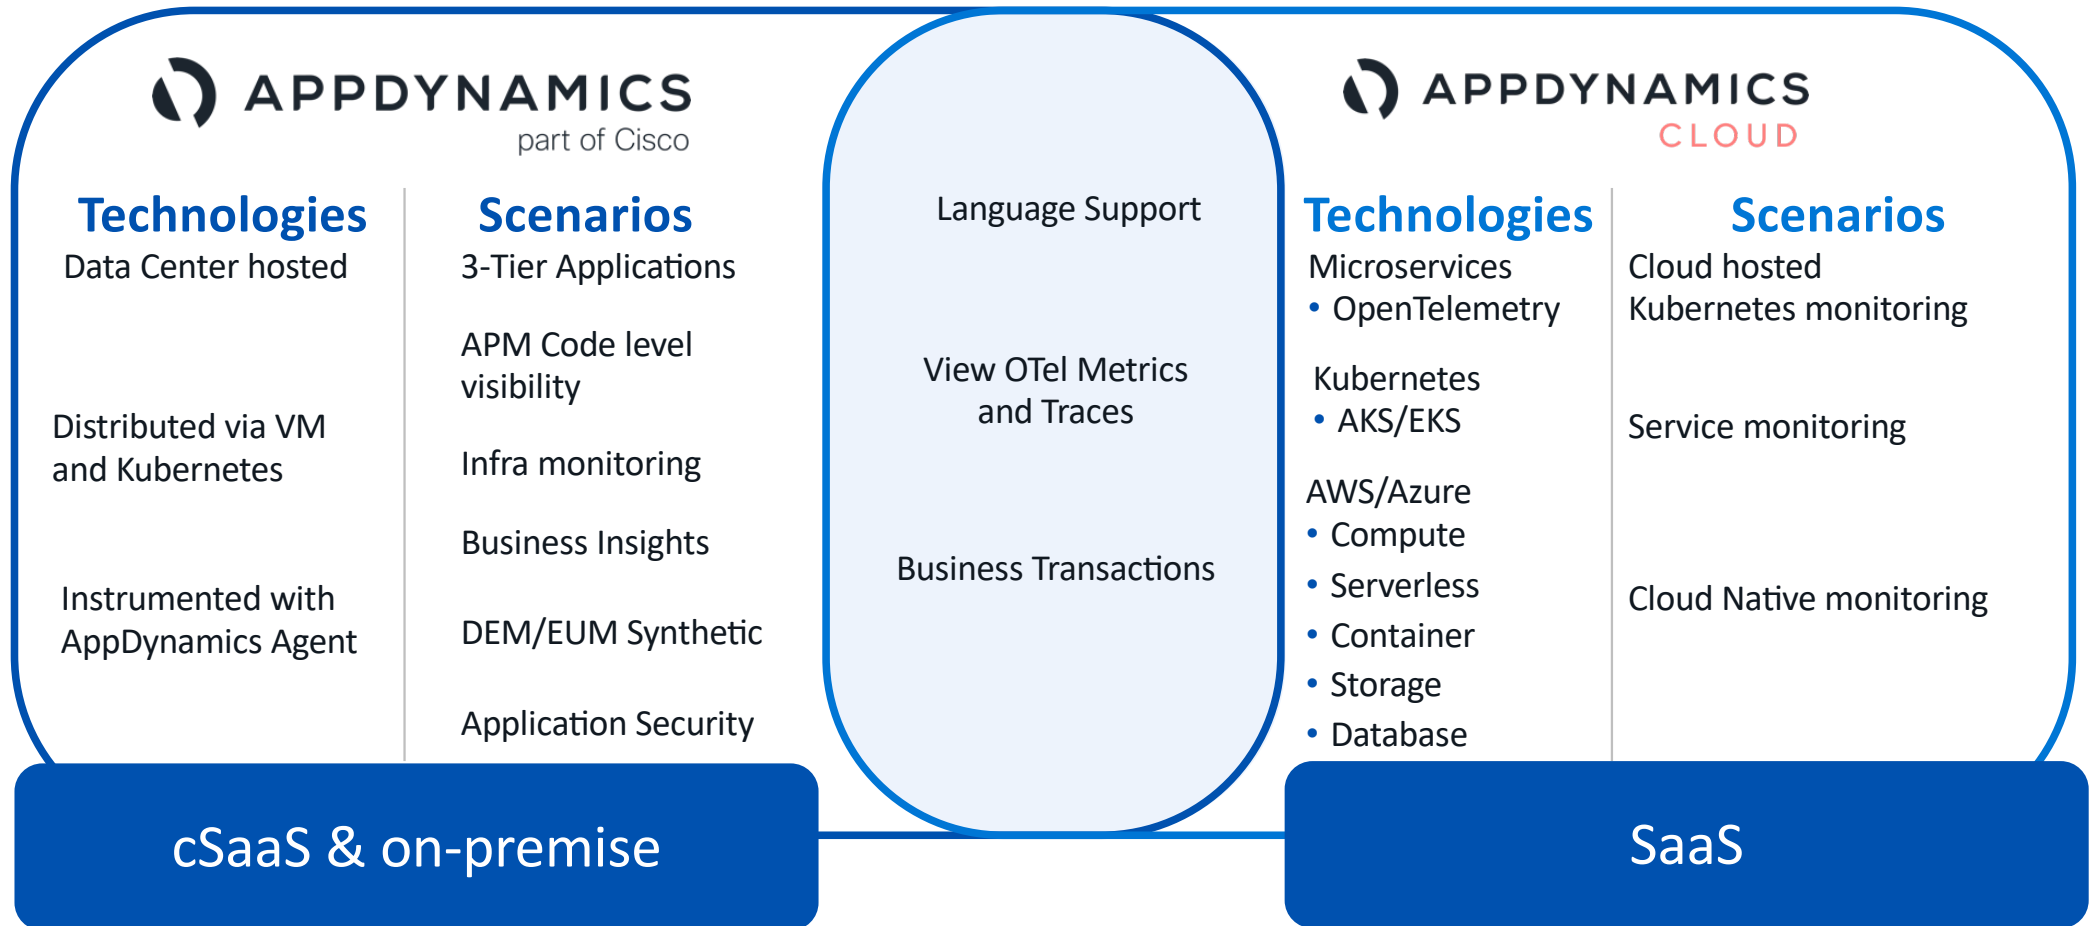 APPDYNAMICS
part of Cisco
Technologies
Data Center hosted
Distributed via VM
and Kubernetes
Instrumented with
AppDynamics Agent
Scenarios
3-Tier Applications
APM Code level
visibility
Infra monitoring
Business Insights
DEM/EUM Synthetic
Application Security
cSaaS & on-premise
Language Support
View OTel Metrics
and Traces
Business Transactions
APPDYNAMICS
CLOUD
Technologies
Microservices
• OpenTelemetry
Kubernetes
• AKS/EKS
AWS/Azure
• Compute
• Serverless
• Container
• Storage
• Database
Scenarios
Cloud hosted
Kubernetes monitoring
Service monitoring
Cloud Native monitoring
SaaS